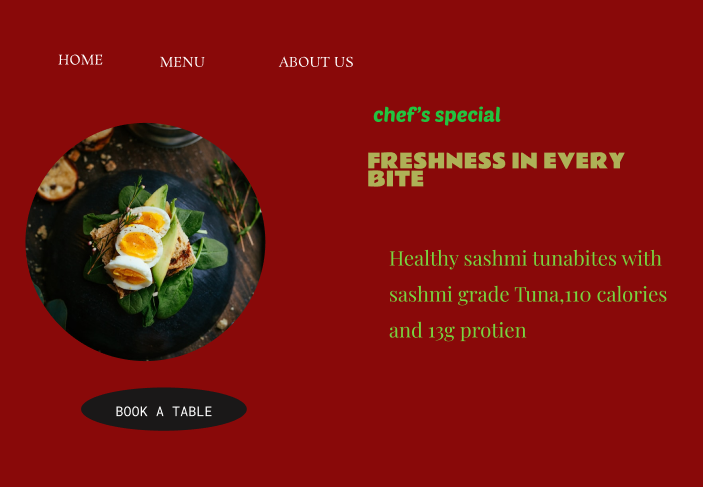 HOME
MENU
ABOUT US
chef's special
FRESHNESS IN EVERY
BITE
Healthy sashmi tunabites with
sashmi grade Tuna,110 calories
and 13g protien
BOOK A TABLE